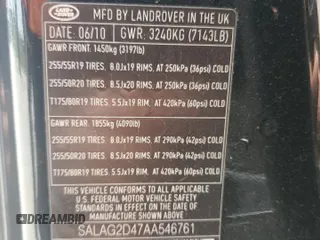 LAND ROVER
MFD BY LANDROVER IN THE UK
DATE: 06/10 GWR. 3240KG (7143LB)
GAWR FRONT: 1450kg (3197lb)
255/55R19 TIRES. 8.0Jx19 RIMS, AT 250kPa (36psi) COLD
255/50R20 TIRES. 8.5Jx20 RIMS, AT 250kPa (36psi) COLD
T175/80R19 TIRES. 5.5Jx19 RIM, AT 420kPa (60psi) COLD
GAWR REAR: 1855kg (4090lb)
255/55R19 TIRES. 8.0Jx19 RIMS AT 290kPa (42psi) COLD
255/50R20 TIRES. 8.5Jx20 RIMS, AT 290kPa (42psi) COLD
T175/80R19 TIRES. 5.5Jx19 RIM, AT 420kPa (60psi) COLD
THIS VEHICLE CONFORMS TO ALL APPLICABLE
U.S. FEDERAL MOTOR VEHICLE SAFETY
STANDARDS IN EFFECT ON THE DATE OF
MANUFACTURE SHOWN ABOVE
SALAG2D47AA546761
AUTOHELPERBOT.COM